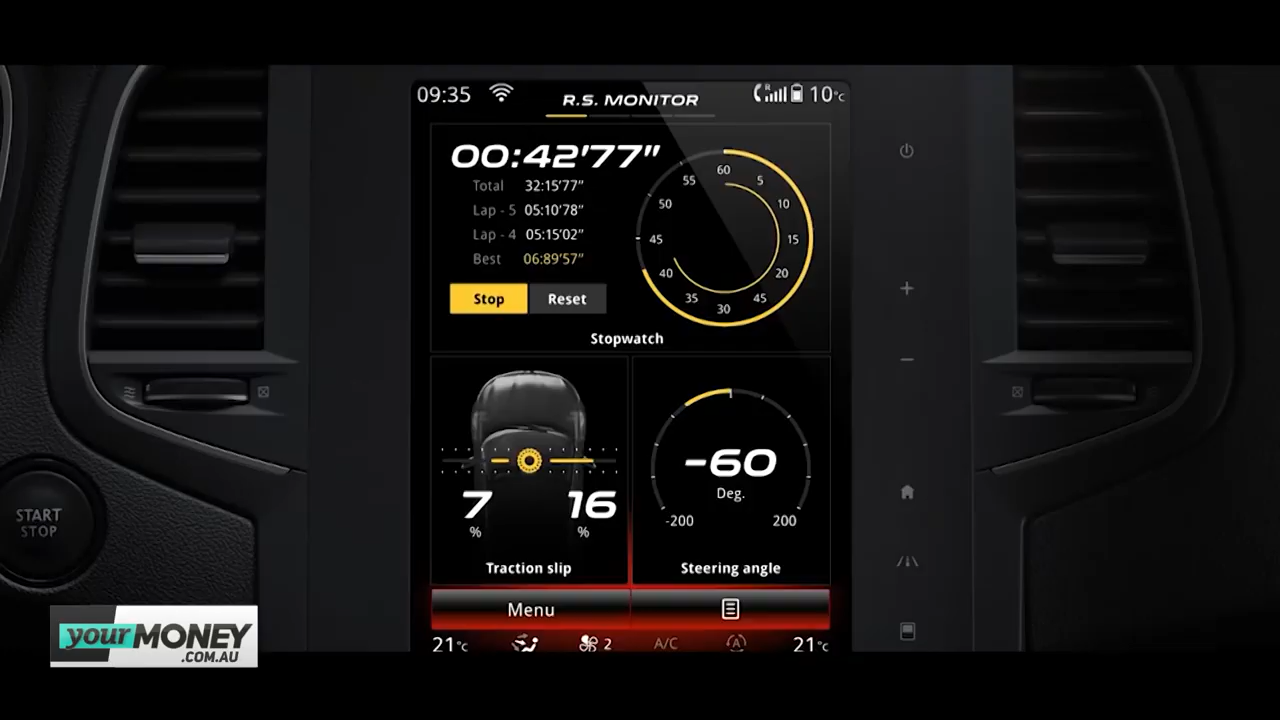 09:35
R.S. MONITOR
R
10°C
00:42'77"
Total 32:15'77"
Lap - 5 05:10'78"
Lap - 4 05:15'02"
Best 06:89'57"
Stop Reset
60
5
10
15
20
45
30
35
40
45
50
55
Stopwatch
7
%
16
%
Traction slip
-60
Deg.
-200
200
Steering angle
Menu
21°C
2
A/C
A
21°C
START
STOP
yourMONEY
.COM.AU